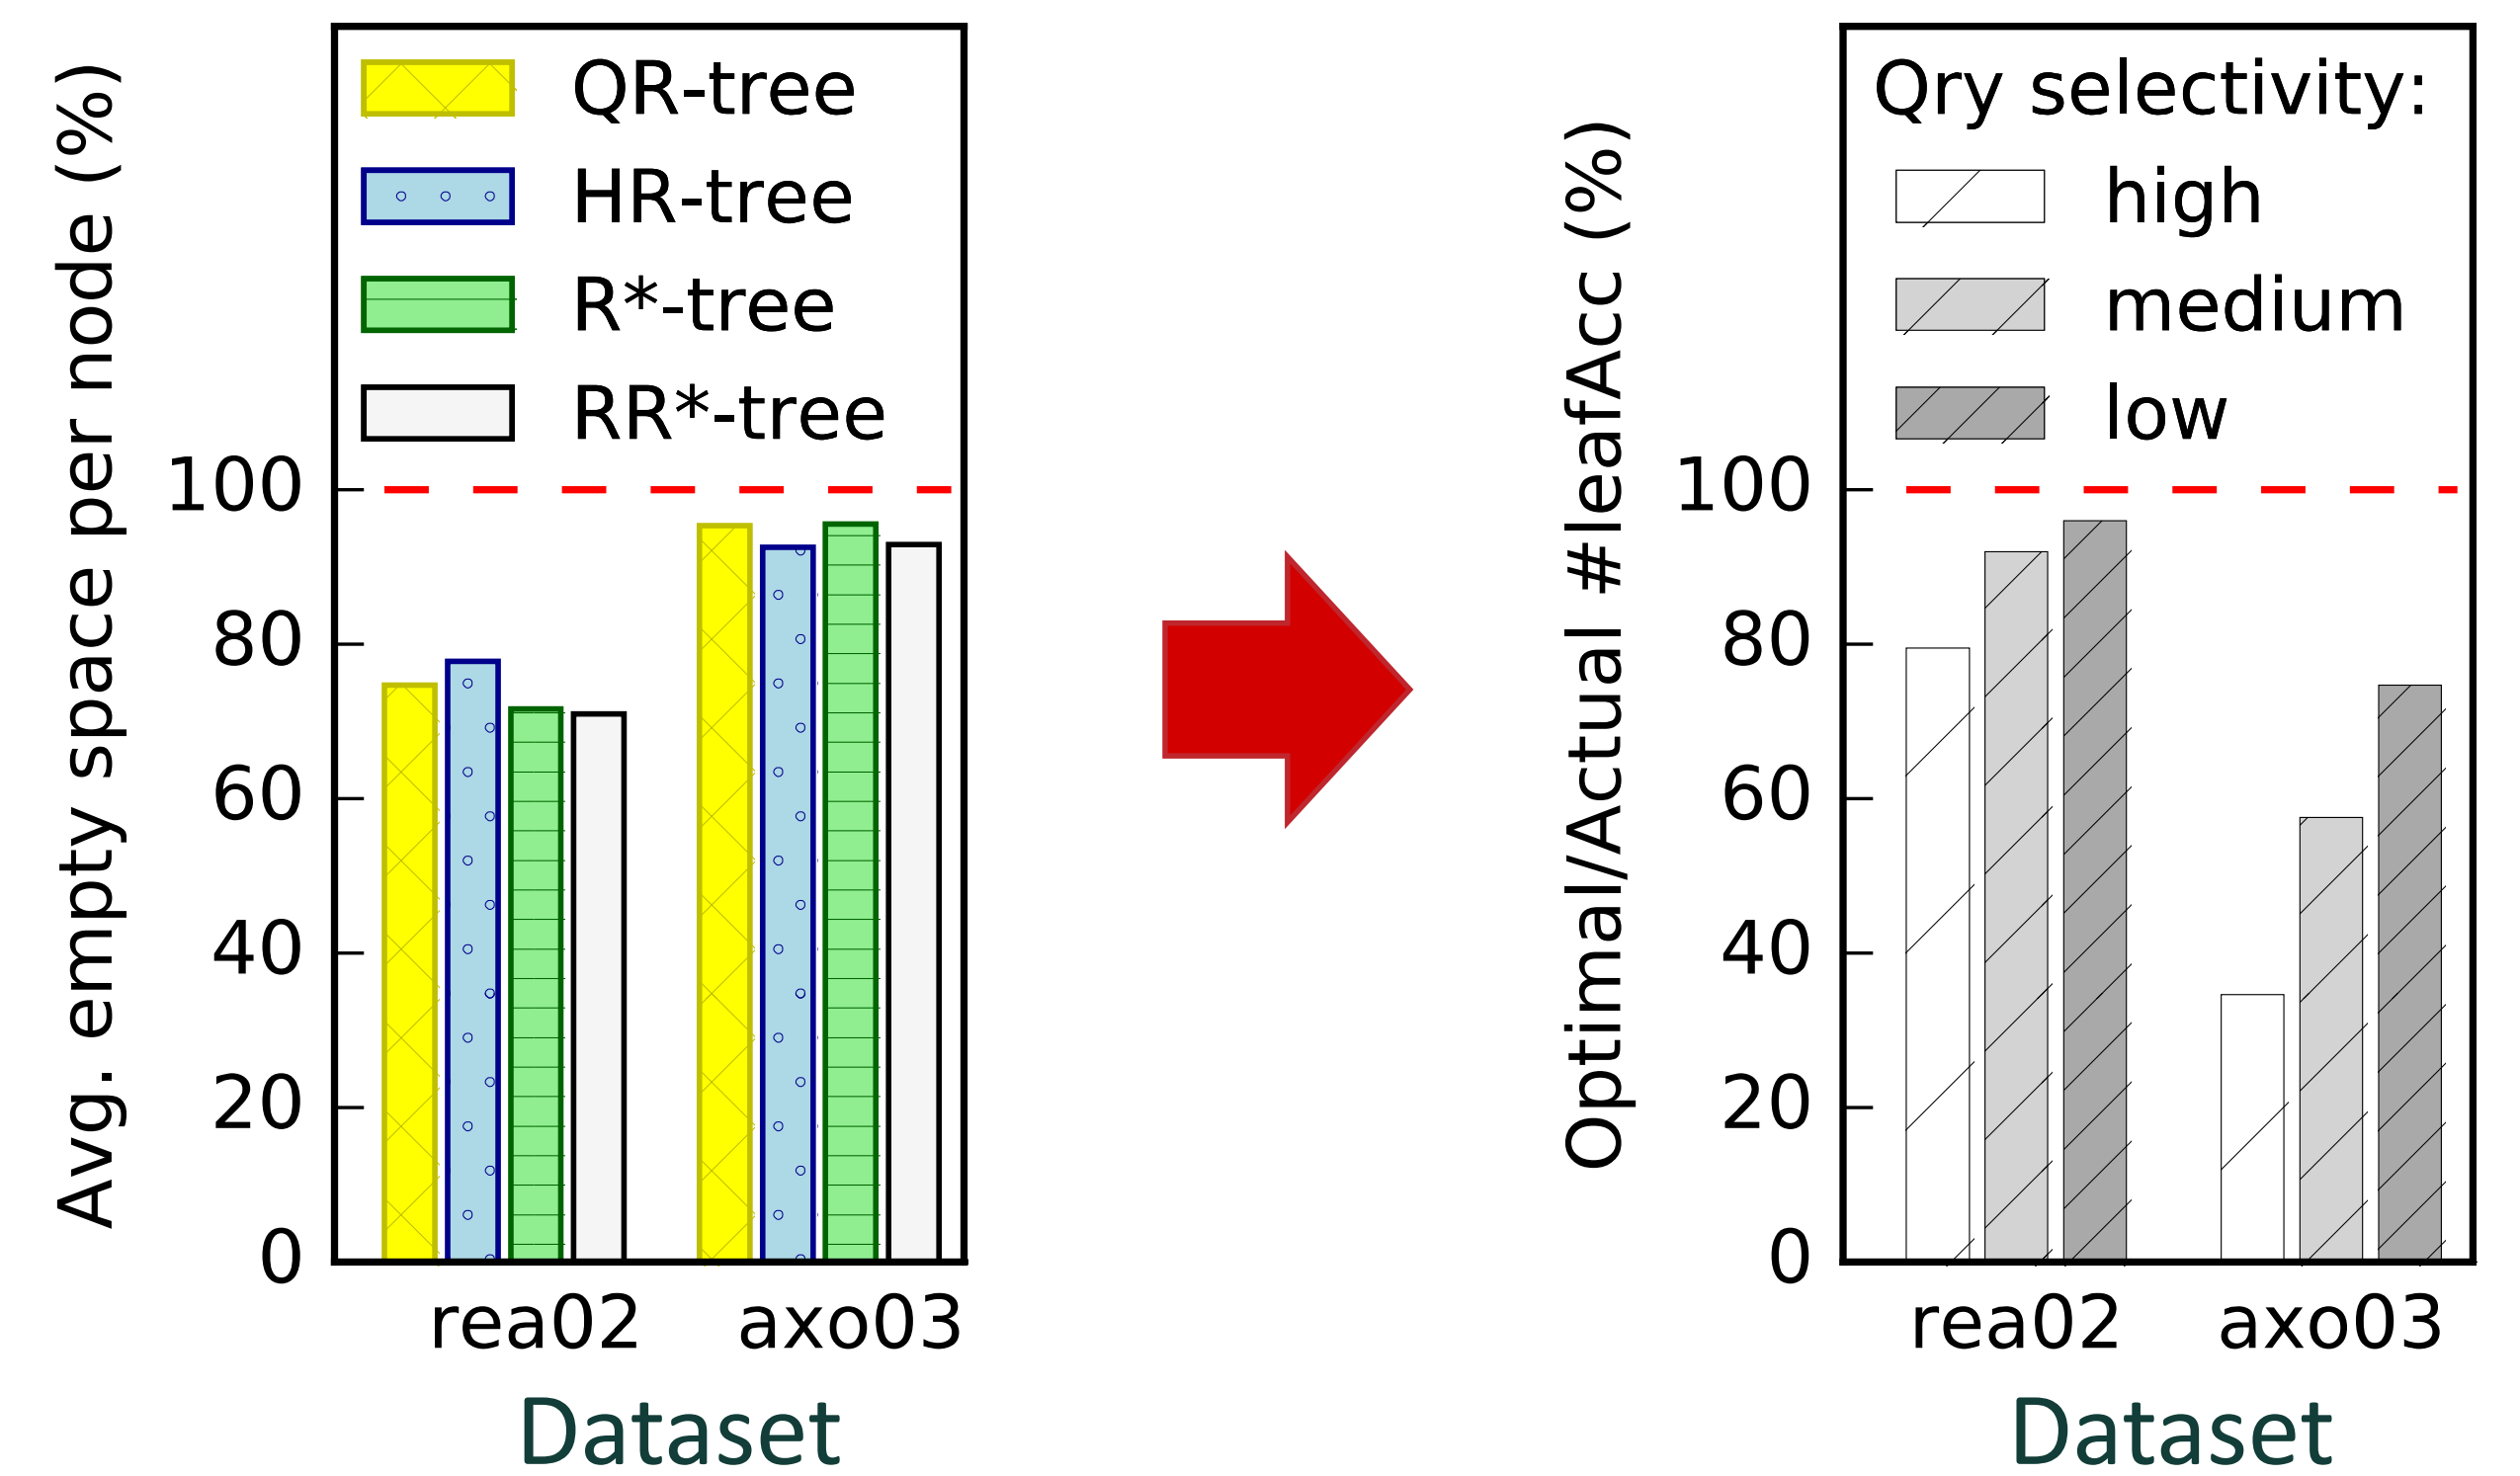 Avg. empty space per node (%)
QR-tree
HR-tree
R*-tree
RR*-tree
100
80
60
40
20
0
rea02 axo03
Dataset
Optimal/Actual #leafAcc (%)
Qry selectivity:
high
medium
low
100
80
60
40
20
0
rea02 axo03
Dataset